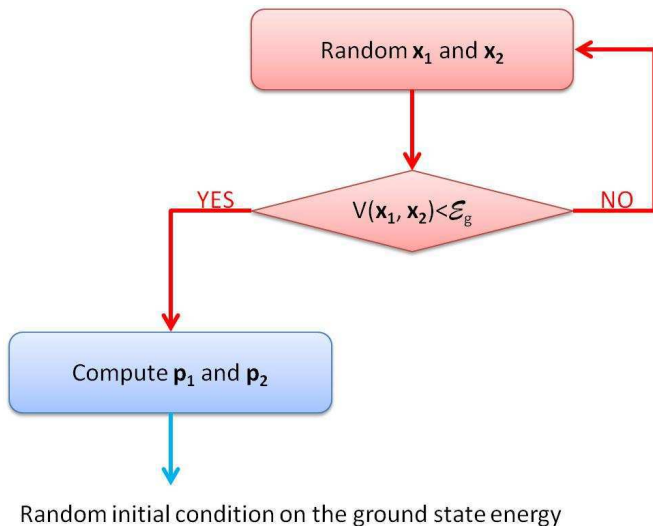 Random x₁ and x₂
V(x₁, x₂)<ℰg
YES
NO
Compute p₁ and p₂
Random initial condition on the ground state energy